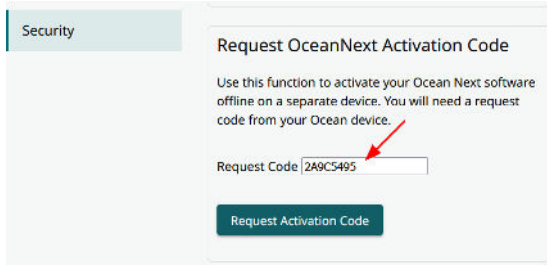 Security
Request OceanNext Activation Code
Use this function to activate your Ocean Next software
offline on a separate device. You will need a request
code from your Ocean device.
Request Code 2A9C5495
Request Activation Code